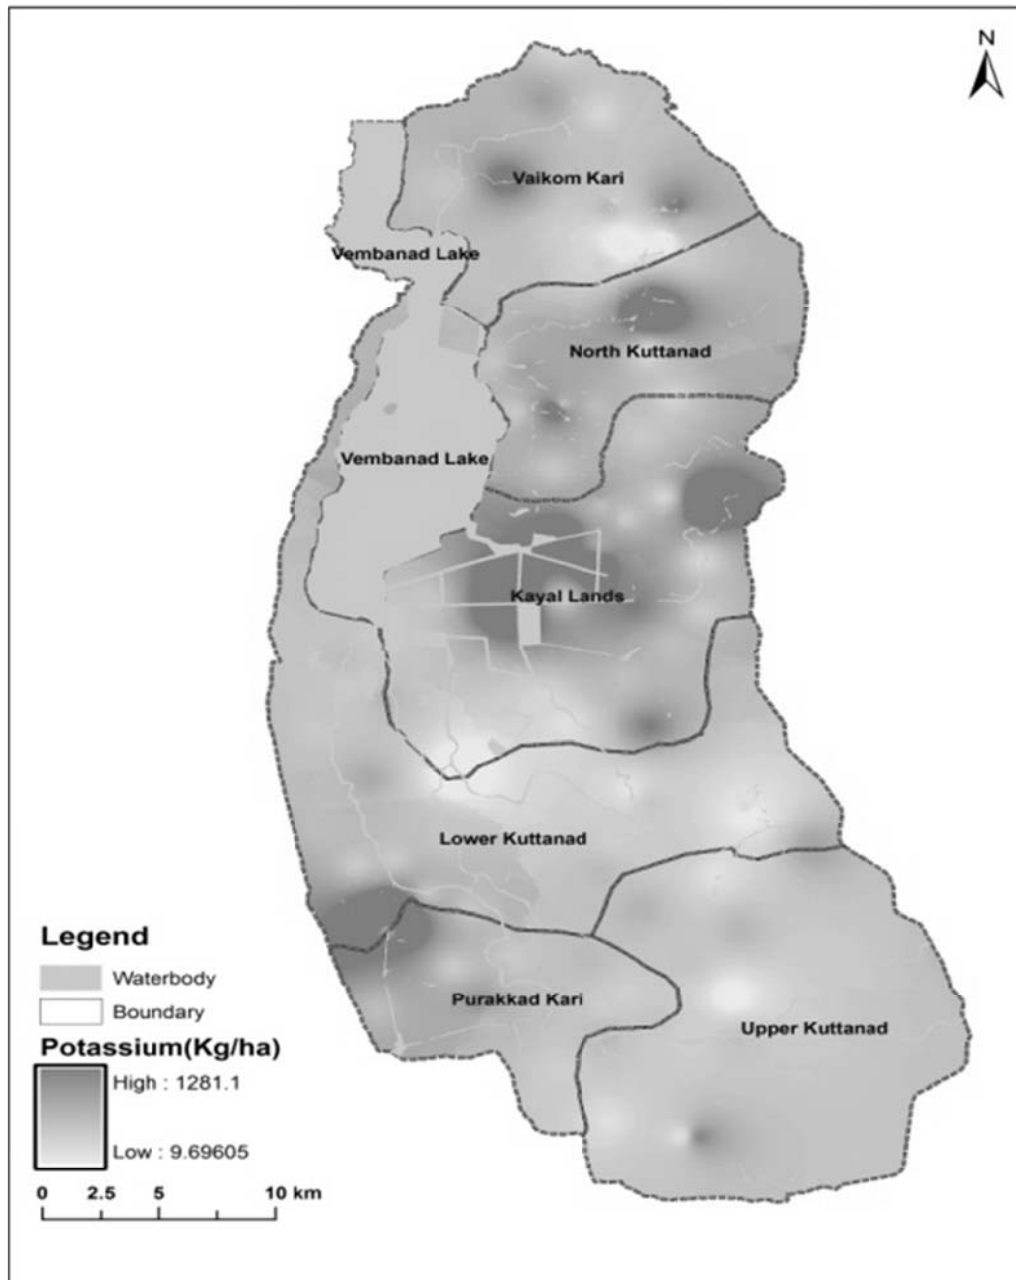 N
Vaikom Kari
Vembanad Lake
North Kuttanad
Vembanad Lake
Kayal Lands
Lower Kuttanad
Purakkad Kari
Upper Kuttanad
Legend
Waterbody
Boundary
Potassium(Kg/ha)
High : 1281.1
Low : 9.69605
0 2.5 5 10 km